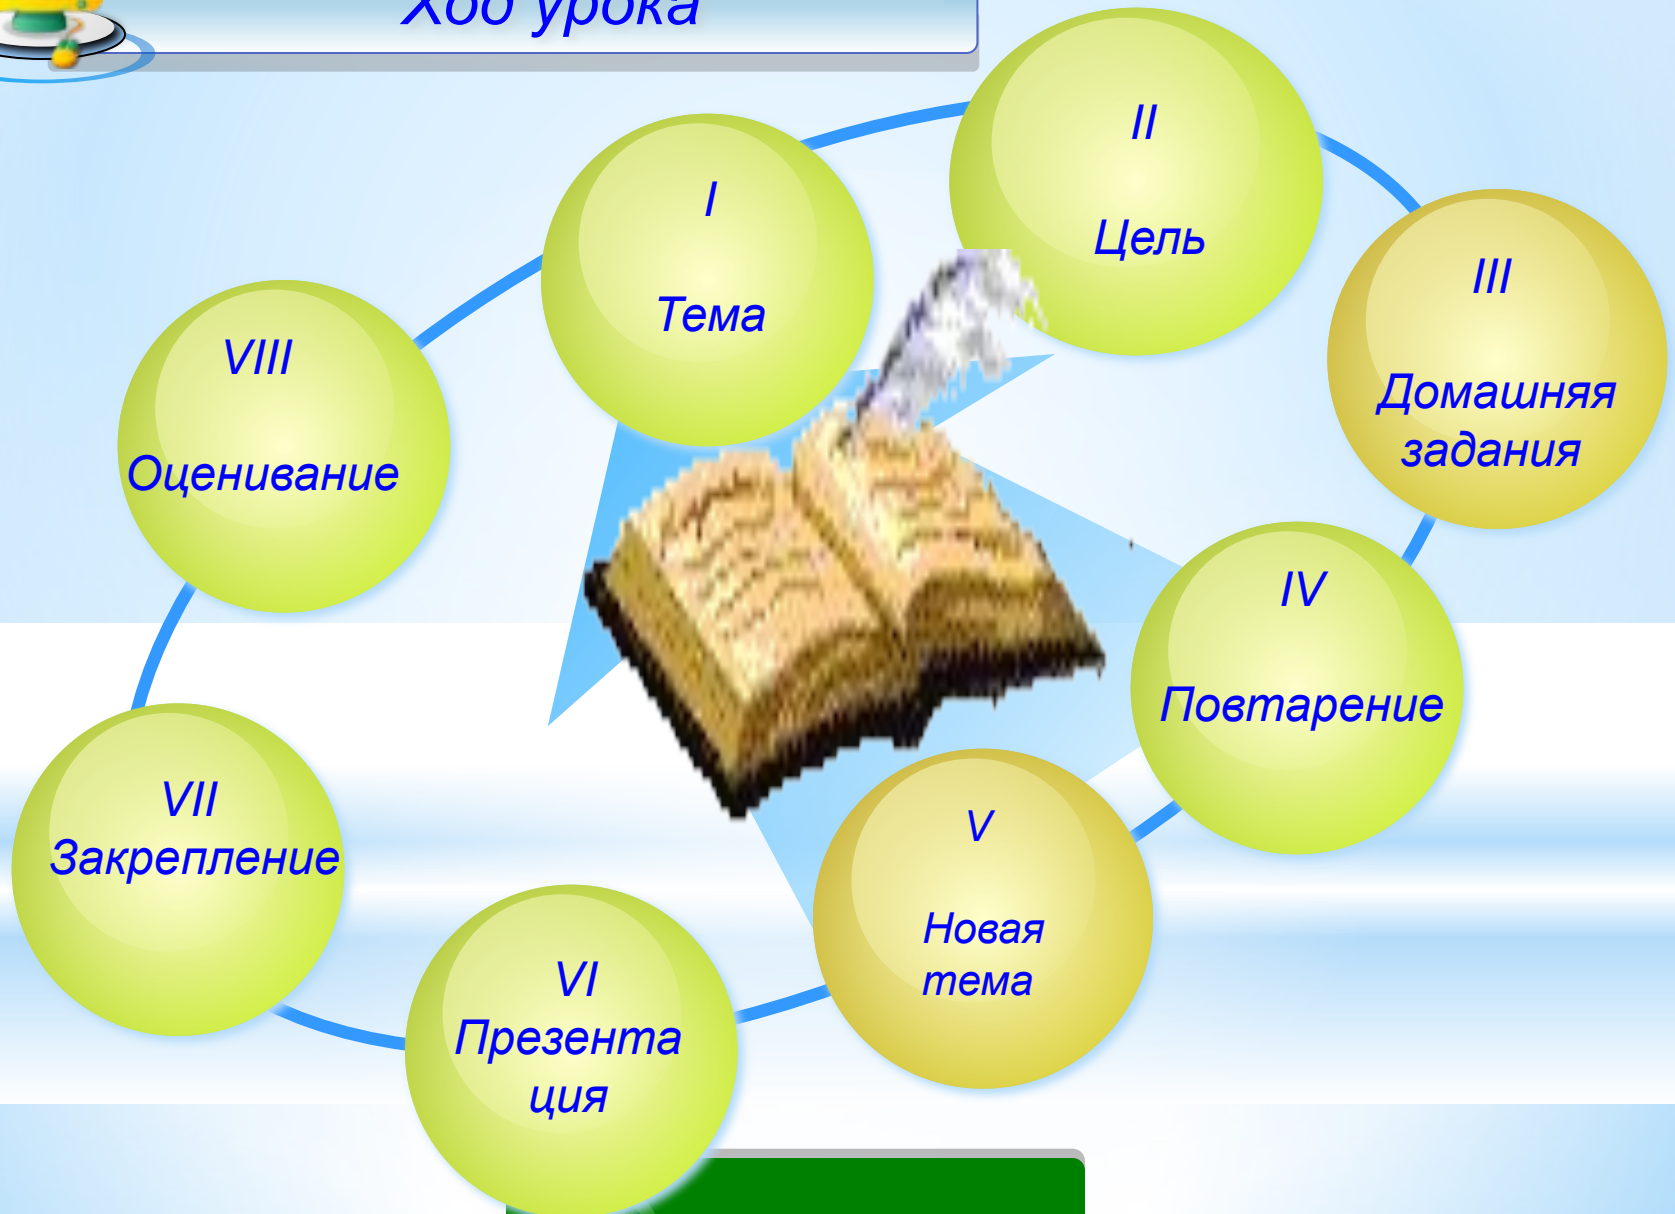 Ход урока
I
Тема
II
Цель
III
Домашняя
задания
IV
Повтарение
V
Новая
тема
VI
Презента
ция
VII
Закрепление
VIII
Оценивание